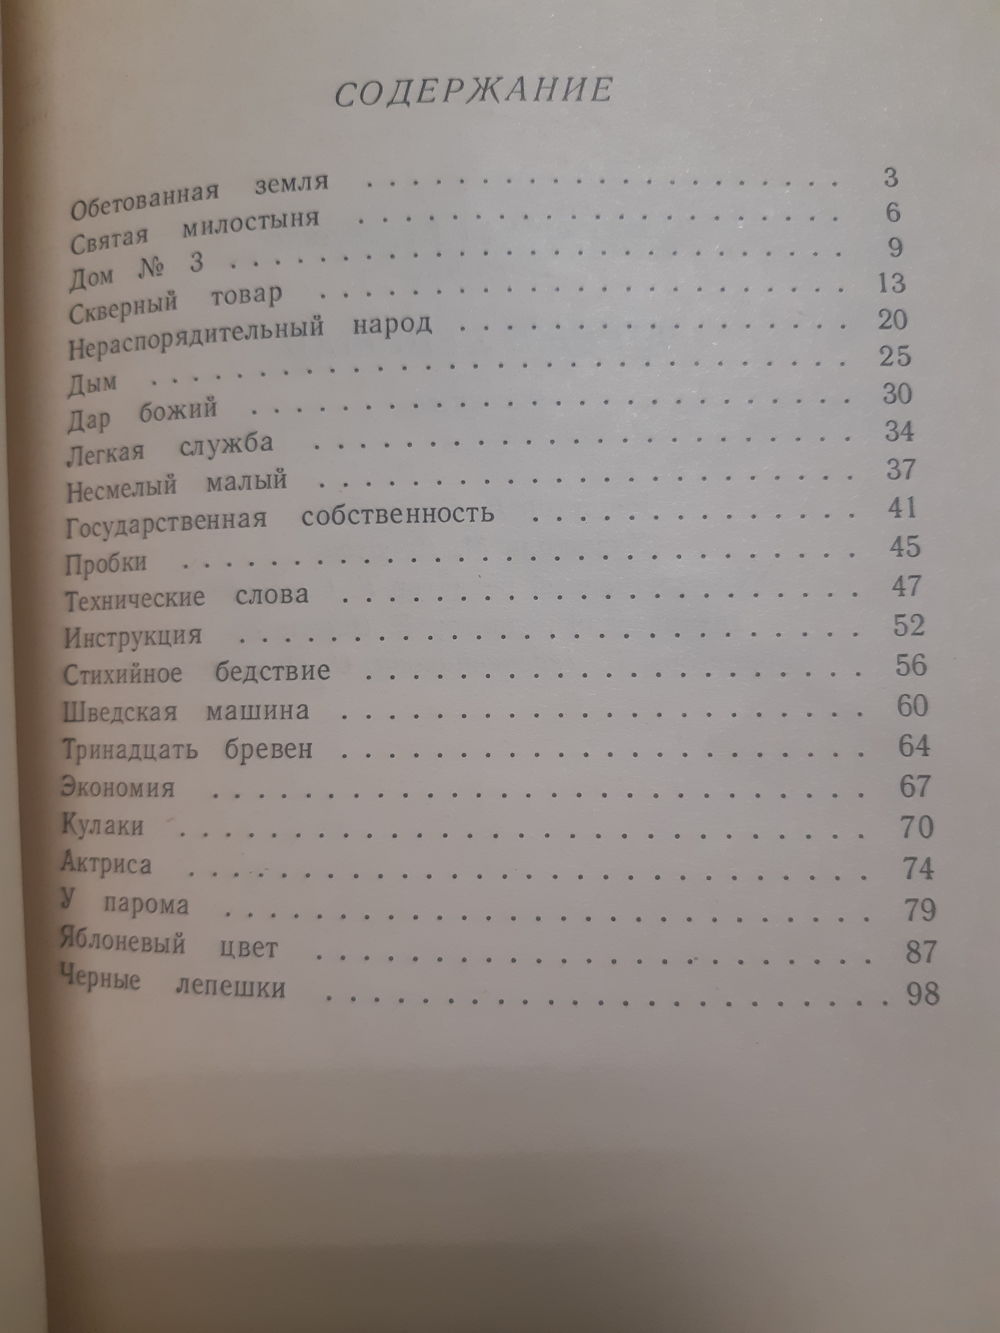 СОДЕРЖАНИЕ
Обетованная земля . . . . . . . . . . . . . . . . . . . . . 3
Святая милостыня . . . . . . . . . . . . . . . . . . . . . 6
Дом № 3 . . . . . . . . . . . . . . . . . . . . . . . . . . 9
Скверный товар . . . . . . . . . . . . . . . . . . . . . . 13
Нераспорядительный народ . . . . . . . . . . . . . . . . . 20
Дым . . . . . . . . . . . . . . . . . . . . . . . . . . . 25
Дар божий . . . . . . . . . . . . . . . . . . . . . . . . 30
Легкая служба . . . . . . . . . . . . . . . . . . . . . . 34
Несмелый малый . . . . . . . . . . . . . . . . . . . . . . 37
Государственная собственность . . . . . . . . . . . . . . 41
Пробки . . . . . . . . . . . . . . . . . . . . . . . . . . 45
Технические слова . . . . . . . . . . . . . . . . . . . . 47
Инструкция . . . . . . . . . . . . . . . . . . . . . . . . 52
Стихийное бедствие . . . . . . . . . . . . . . . . . . . . 56
Шведская машина . . . . . . . . . . . . . . . . . . . . . 60
Тринадцать бревен . . . . . . . . . . . . . . . . . . . . 64
Экономия . . . . . . . . . . . . . . . . . . . . . . . . . 67
Кулаки . . . . . . . . . . . . . . . . . . . . . . . . . . 70
Актриса . . . . . . . . . . . . . . . . . . . . . . . . . 74
У парома . . . . . . . . . . . . . . . . . . . . . . . . . 79
Яблоневый цвет . . . . . . . . . . . . . . . . . . . . . . 87
Черные лепешки . . . . . . . . . . . . . . . . . . . . . . 98